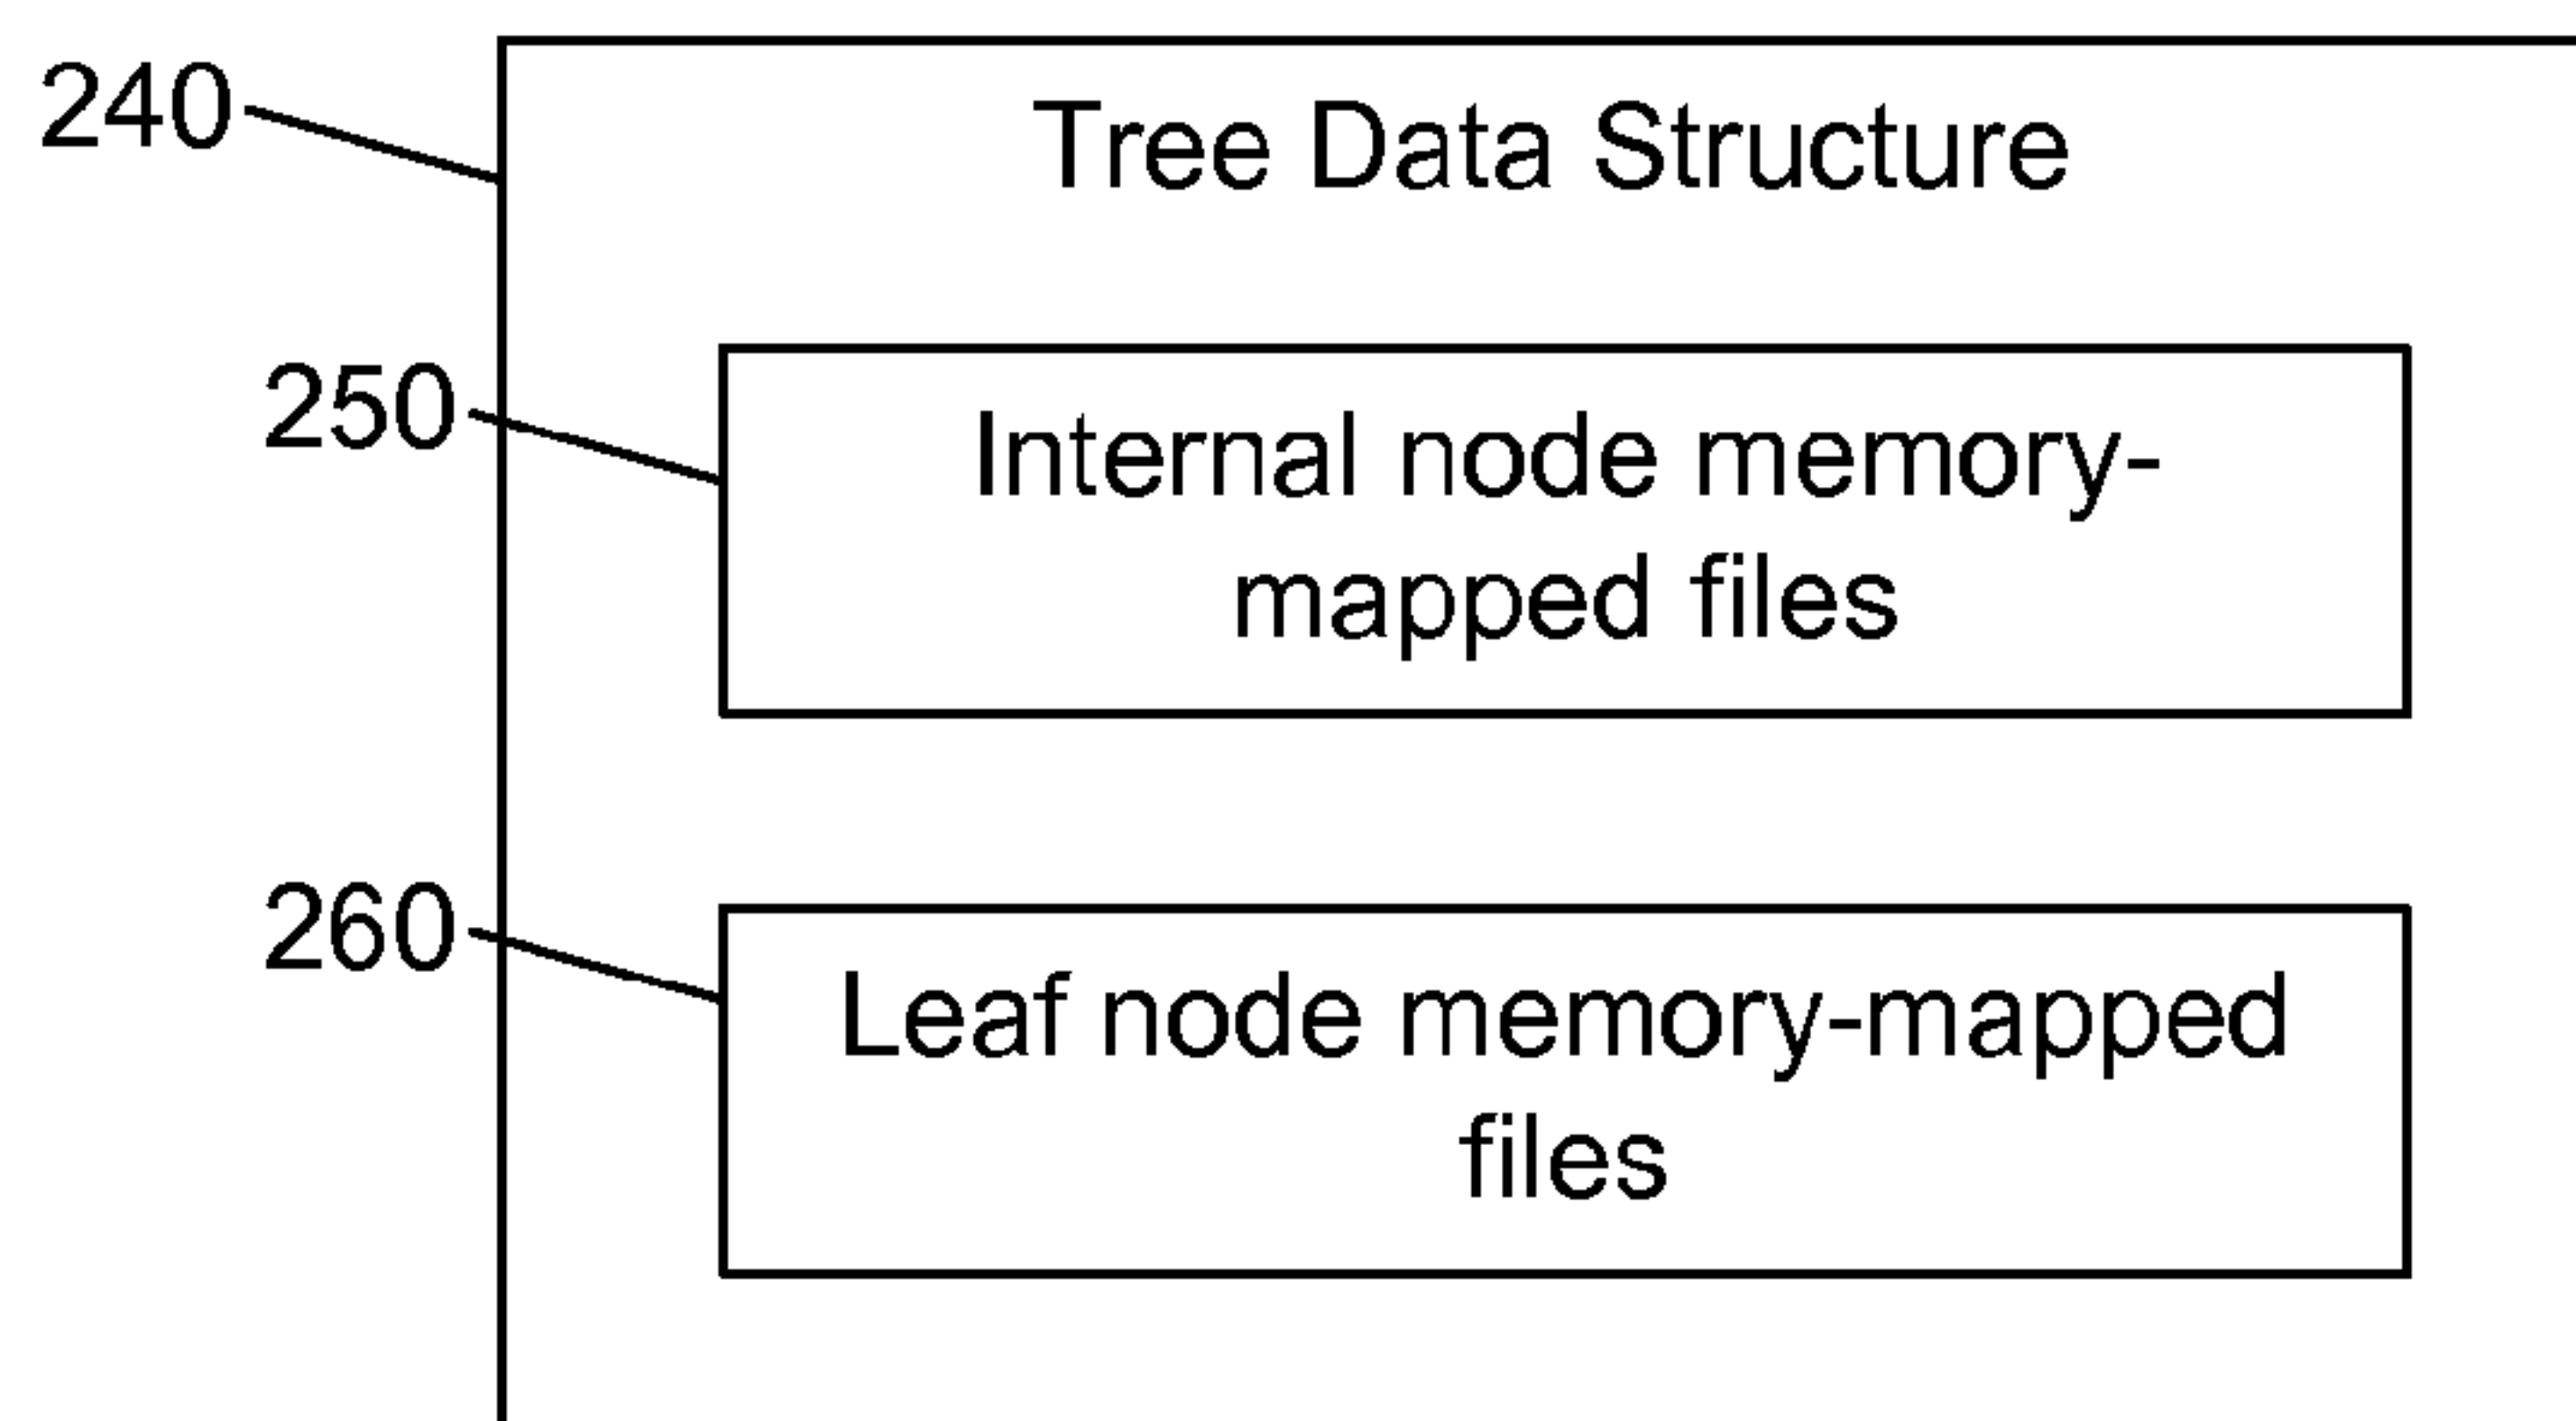 240
Tree Data Structure
250
Internal node memory-
mapped files
260
Leaf node memory-mapped
files